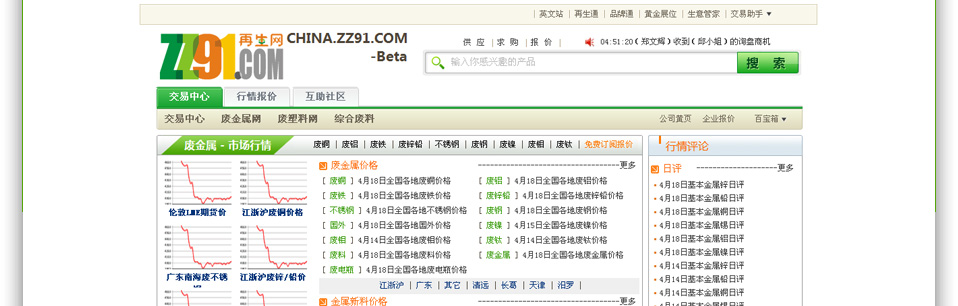 英文站 | 再生通 | 品牌通 | 黄金展位 | 生意管家 | 交易助手
ZZ91.COM 再生网 CHINA.ZZ91.COM
-Beta
供 应 | 求 购 | 报 价 |
04:51:20 (郑文辉) 收到 (邱小姐) 的询盘商机
输入你感兴趣的产品
搜 索
交易中心 行情报价 互助社区
交易中心 废金属网 废塑料网 综合废料 公司黄页 企业报价 百宝箱
废金属 - 市场行情
废铜 | 废铝 | 废铁 | 废锌铅 | 不锈钢 | 废钢 | 废镍 | 废钼 | 废钛 | 免费订阅报价
伦敦LME期货价 江浙沪废铜价格
广东南海废不锈 江浙沪废锌/铅价
废金属价格 更多
[ 废铜 ] 4月18日全国各地废铜价格 [ 废铝 ] 4月18日全国各地废铝价格
[ 废铁 ] 4月18日全国各地废铁价格 [ 废锌铅 ] 4月18日全国各地废锌铅价格
[ 不锈钢 ] 4月18日全国各地不锈钢价格 [ 废钢 ] 4月18日全国各地废钢价格
[ 国外 ] 4月18日全国各地国外价格 [ 废镍 ] 4月15日全国各地废镍价格
[ 废钼 ] 4月14日全国各地废钼价格 [ 废钛 ] 4月14日全国各地废钛价格
[ 废料 ] 4月18日全国各地废料价格 [ 废金属 ] 4月18日全国各地废金属价格
[ 废电瓶 ] 4月18日全国各地废电瓶价格
江浙沪 | 广东 | 其它 | 清远 | 长葛 | 天津 | 汨罗 |
金属新料价格 更多
行情评论
日评 更多
4月18日基本金属锌日评
4月18日基本金属铜日评
4月18日基本金属铅日评
4月18日基本金属锡日评
4月18日基本金属铝日评
4月18日基本金属镍日评
4月14日基本金属锌日评
4月14日基本金属锡日评
4月14日基本金属铜日评